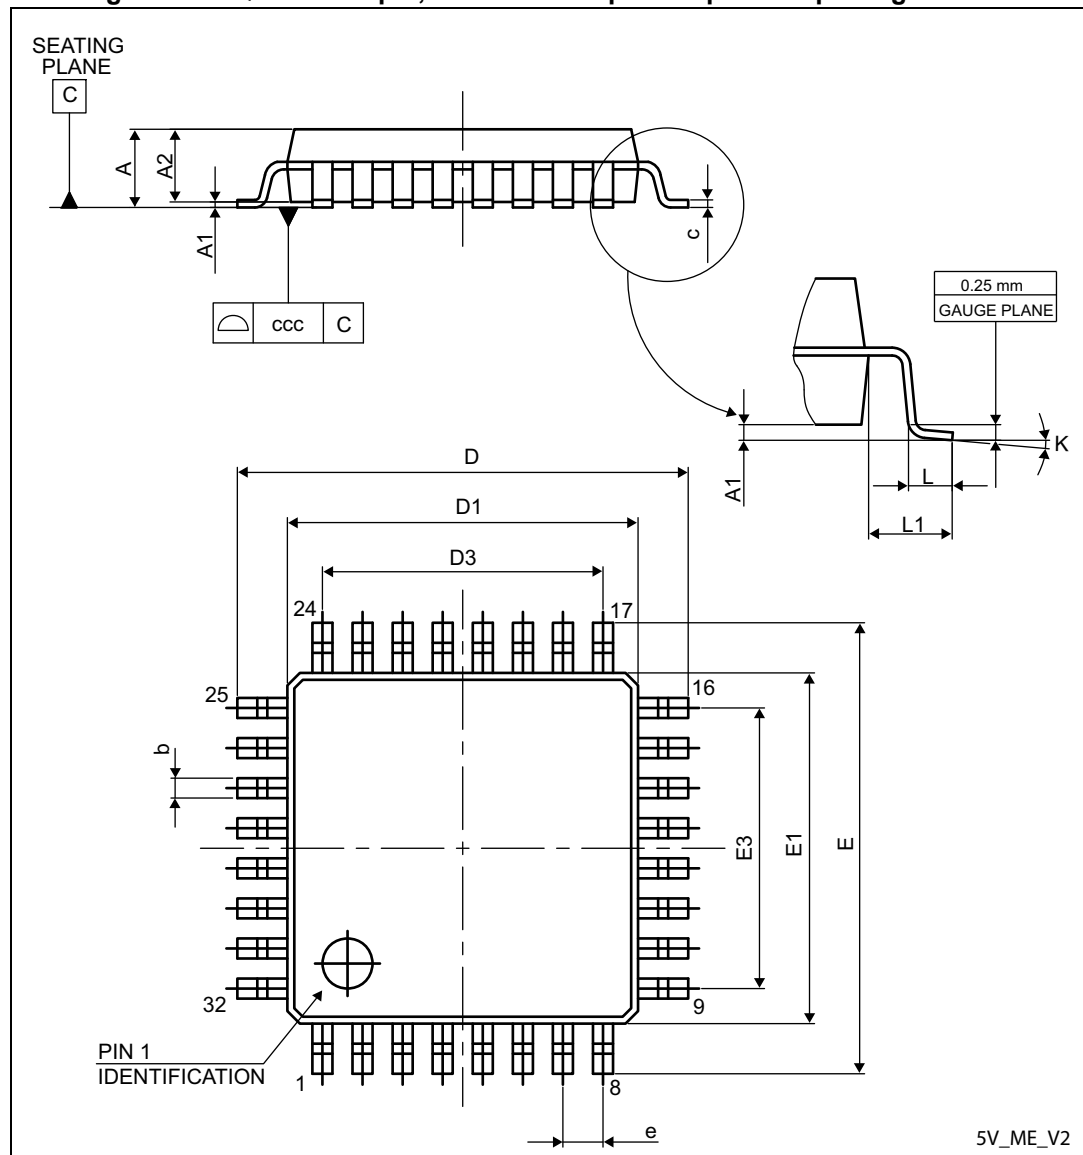 SEATING
PLANE
C
A
A2
A1
c
ccc
C
0.25 mm
GAUGE PLANE
K
A1
L
L1
D
D1
D3
24
17
25
16
b
E3
E1
E
32
9
PIN 1
IDENTIFICATION
1
8
e
5V_ME_V2